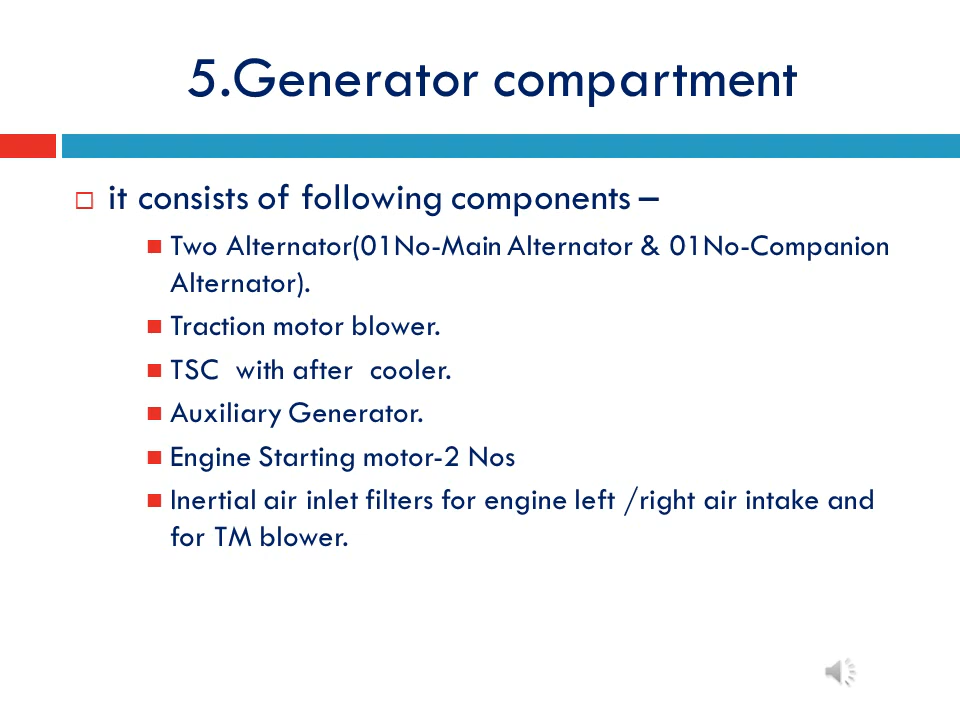 5.Generator compartment
it consists of following components –
Two Alternator(01No-Main Alternator & 01No-Companion
Alternator).
Traction motor blower.
TSC  with after  cooler.
Auxiliary Generator.
Engine Starting motor-2 Nos
Inertial air inlet filters for engine left /right air intake and
for TM blower.